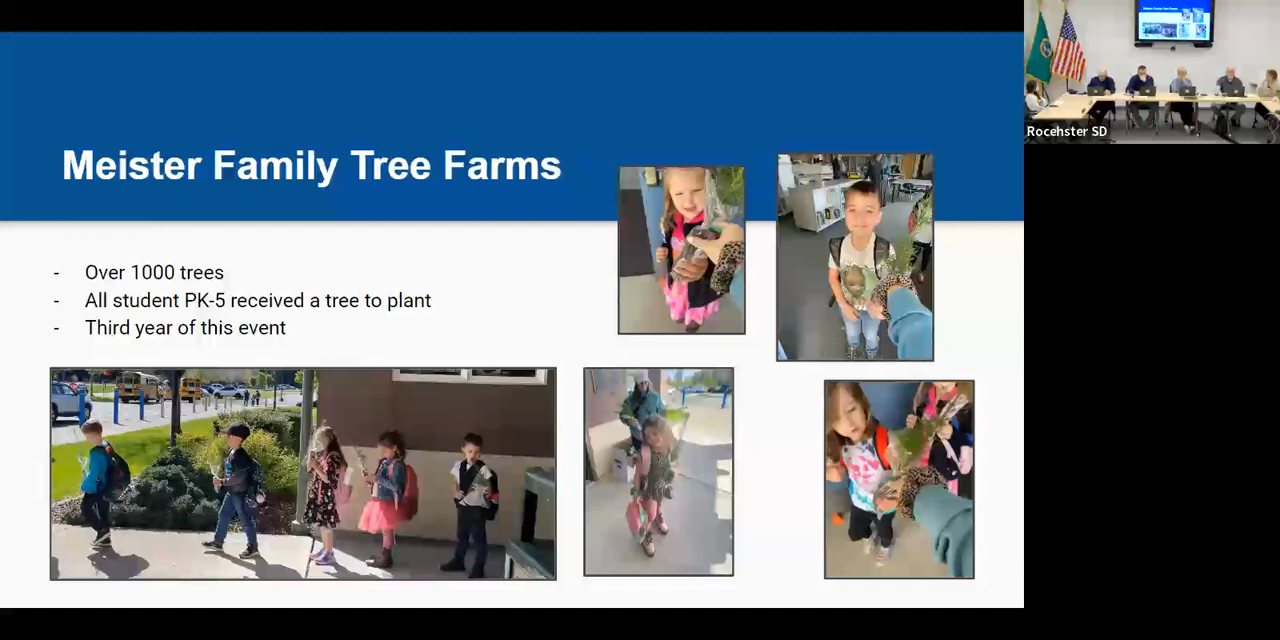 Meister Family Tree Farms
- Over 1000 trees
- All student PK-5 received a tree to plant
- Third year of this event
Rocehster SD